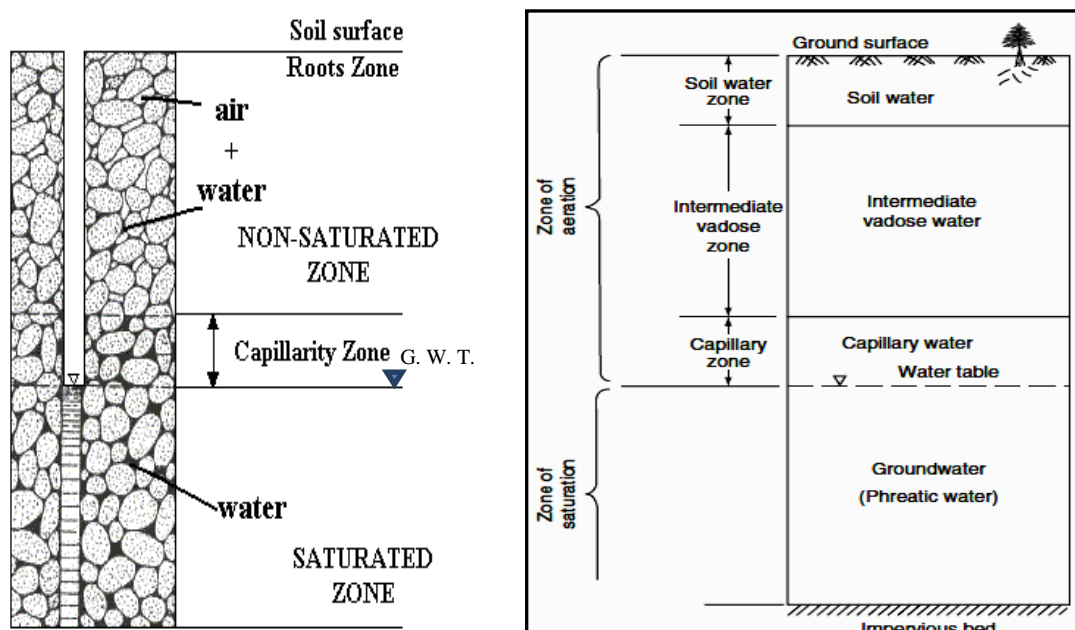 Soil surface
Roots Zone
air
+
water
NON-SATURATED
ZONE
Capillarity Zone G. W. T.
water
SATURATED
ZONE
Ground surface
Zone of
aeration
Soil water
zone
Soil water
Intermediate
vadose
zone
Intermediate
vadose water
Capillary
zone
Capillary water
Water table
Zone of
saturation
Groundwater
(Phreatic water)
Impervious bed